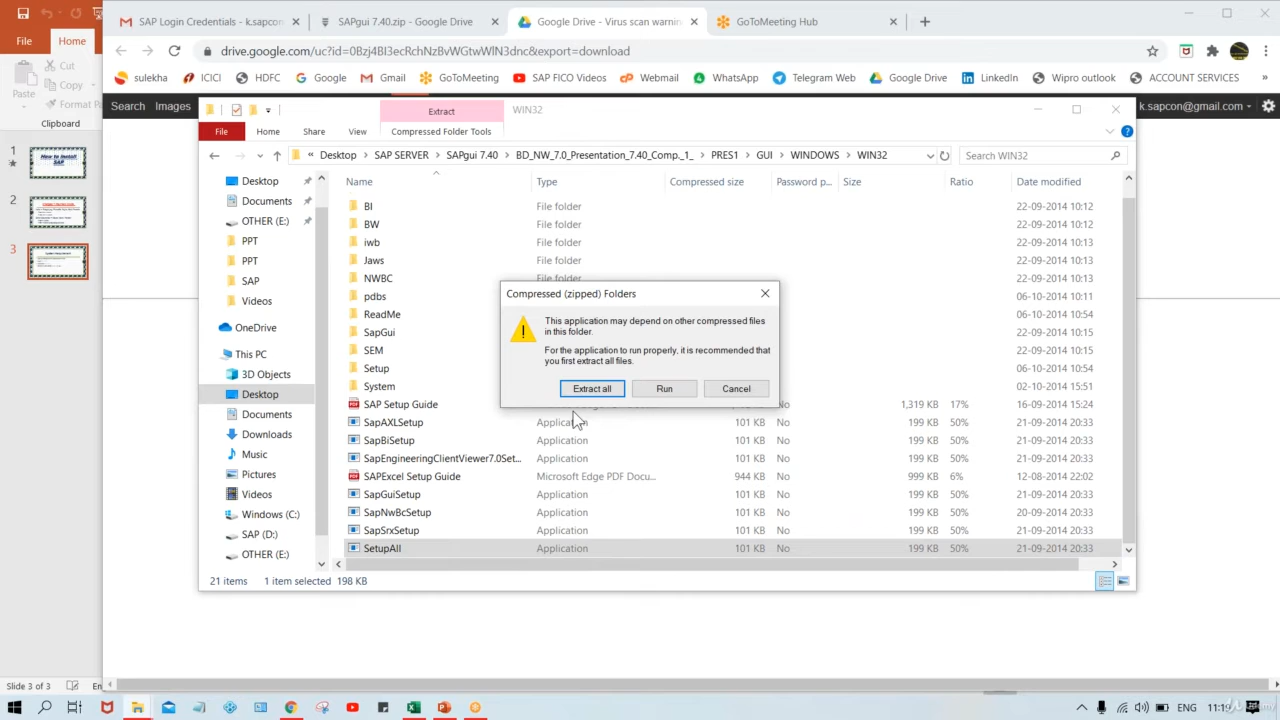 SAP Login Credentials - k.sapcon
SAPgui 7.40.zip - Google Drive
Google Drive - Virus scan warnin
GoToMeeting Hub
File
Home
drive.google.com/uc?id=0Bzj4Bl3ecRchNzBvWGtwWlN3dnc&export=download
Cut
Copy
Paste
Format Pa
Clipboard
sulekha
ICICI
HDFC
Google
Gmail
GoToMeeting
SAP FICO Videos
Webmail
WhatsApp
Telegram Web
Google Drive
LinkedIn
Wipro outlook
ACCOUNT SERVICES
»
Search Images
k.sapcon@gmail.com
Extract
WIN32
File
Home
Share
View
Compressed Folder Tools
« Desktop > SAP SERVER > SAPgui 7.40 > BD_NW_7.0_Presentation_7.40_Comp._1_ > PRES1 > GUI > WINDOWS > WIN32
Search WIN32
1
How to Install
SAP
2
3
Desktop
Documents
OTHER (E:)
PPT
PPT
SAP
Videos
OneDrive
This PC
3D Objects
Desktop
Documents
Downloads
Music
Pictures
Videos
Windows (C:)
SAP (D:)
OTHER (E:)
Name Type Compressed size Password p... Size Ratio Date modified
BI File folder 22-09-2014 10:12
BW File folder 22-09-2014 10:12
iwb File folder 22-09-2014 10:13
Jaws File folder 22-09-2014 10:13
NWBC File folder 22-09-2014 10:13
pdbs 06-10-2014 10:11
ReadMe 06-10-2014 10:54
SapGui 22-09-2014 10:15
SEM 22-09-2014 10:15
Setup 06-10-2014 10:54
System 02-10-2014 15:51
SAP Setup Guide No 1,319 KB 17% 16-09-2014 15:24
SapAXLSetup Application 101 KB No 199 KB 50% 21-09-2014 20:33
SapBiSetup Application 101 KB No 199 KB 50% 21-09-2014 20:33
SapEngineeringClientViewer7.0Set... Application 101 KB No 199 KB 50% 21-09-2014 20:33
SAPExcel Setup Guide Microsoft Edge PDF Docu... 944 KB No 999 KB 6% 12-08-2014 22:02
SapGuiSetup Application 101 KB No 199 KB 50% 21-09-2014 20:33
SapNwBcSetup Application 101 KB No 199 KB 50% 20-09-2014 20:33
SapSrxSetup Application 101 KB No 199 KB 50% 21-09-2014 20:33
SetupAll Application 101 KB No 199 KB 50% 21-09-2014 20:33
Compressed (zipped) Folders
This application may depend on other compressed files
in this folder.
For the application to run properly, it is recommended that
you first extract all files.
Extract all
Run
Cancel
21 items 1 item selected 198 KB
Slide 3 of 3
En
ENG
Udemy